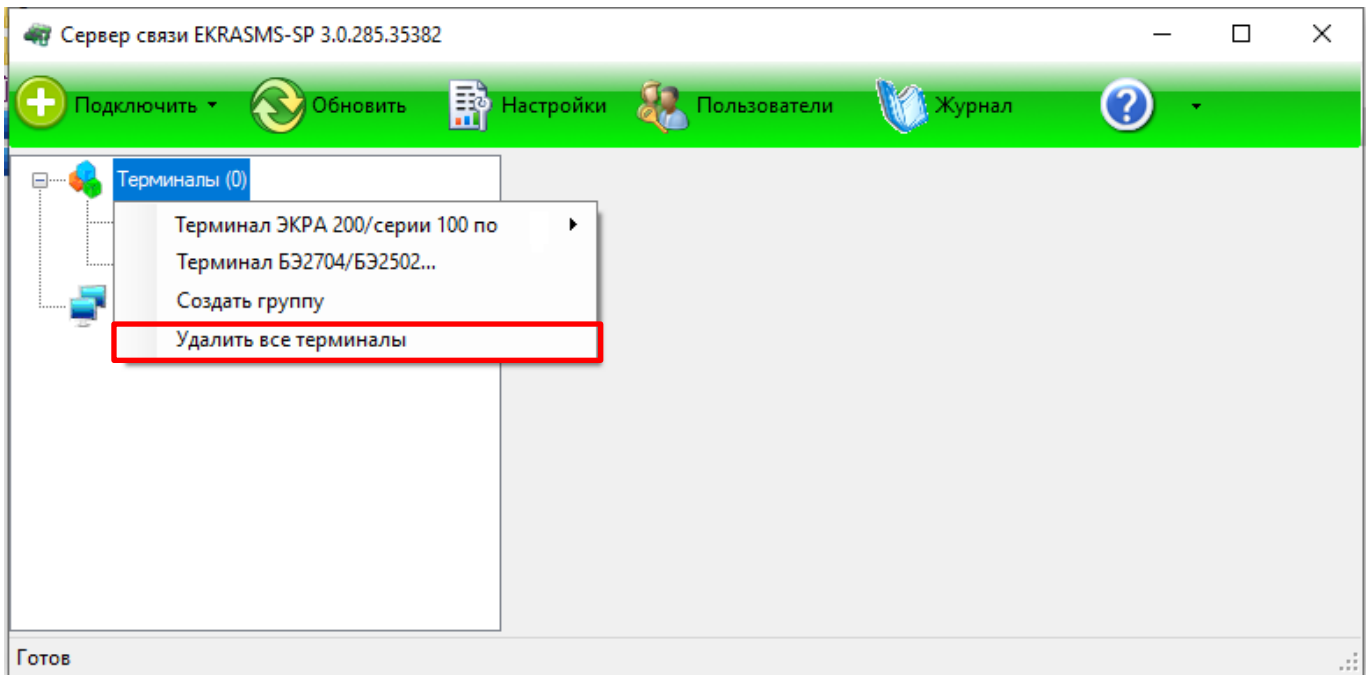 Сервер связи EKRASMS-SP 3.0.285.35382
Подключить Обновить Настройки Пользователи Журнал
Терминалы (0)
Терминал ЭКРА 200/серии 100 по
Терминал БЭ2704/БЭ2502...
Создать группу
Удалить все терминалы
Готов